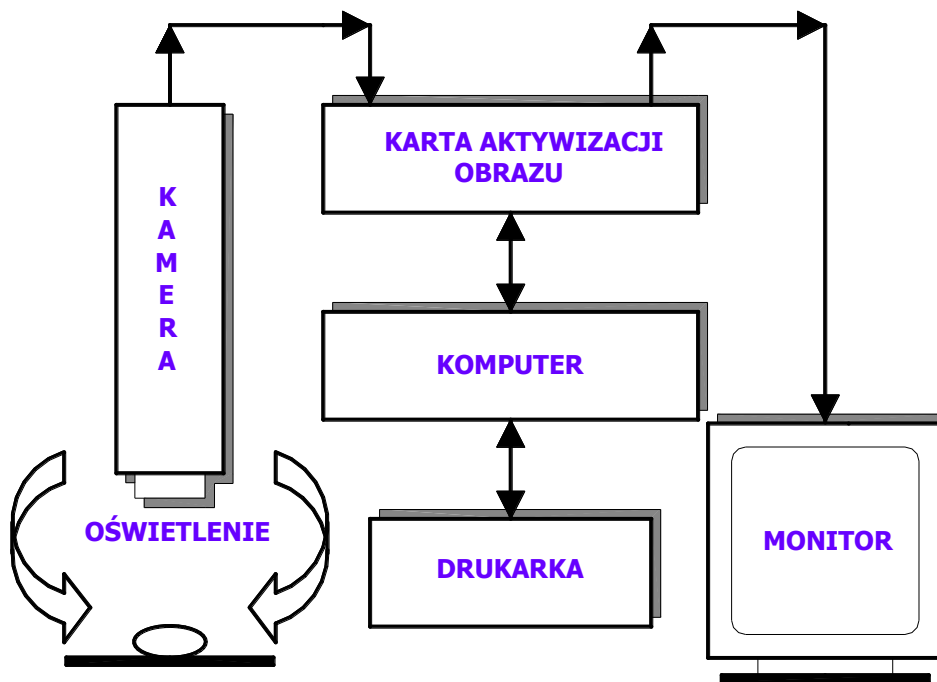 KARTA AKTYWIZACJI
OBRAZU
K
A
M
E
R
A
KOMPUTER
OŚWIETLENIE
MONITOR
DRUKARKA